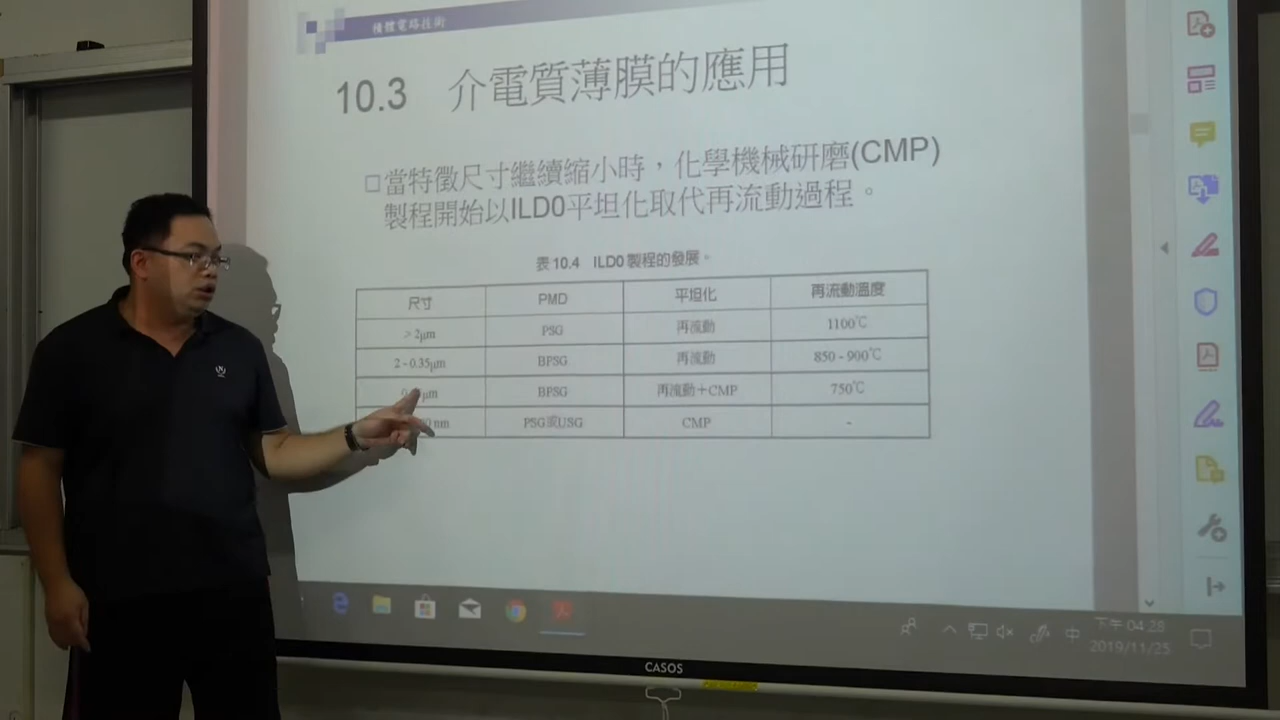 積體電路技術
10.3 介電質薄膜的應用
□當特徵尺寸繼續縮小時，化學機械研磨(CMP)
製程開始以ILD0平坦化取代再流動過程。
表10.4 ILD0製程的發展。
尺寸 PMD 平坦化 再流動溫度
> 2μm PSG 再流動 1100℃
2 - 0.35μm BPSG 再流動 850 - 900℃
μm BPSG 再流動＋CMP 750℃
nm PSG或USG CMP -
中 下午 04:28
2019/11/25
CASOS